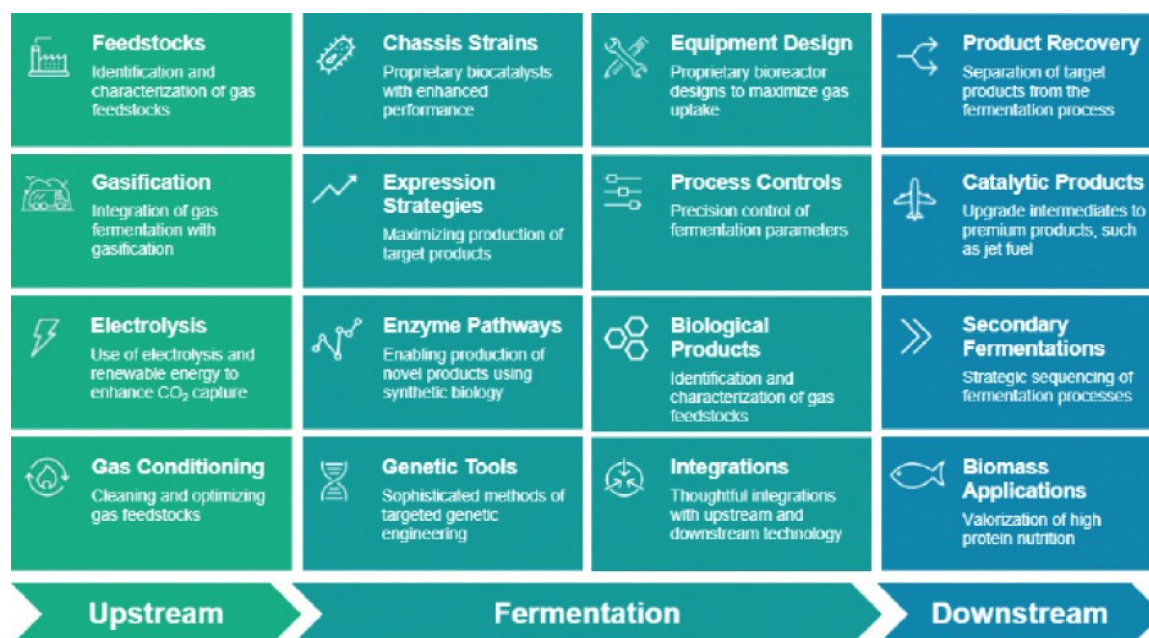 Feedstocks
Identification and
characterization of gas
feedstocks
Chassis Strains
Proprietary biocatalysts
with enhanced
performance
Equipment Design
Proprietary bioreactor
designs to maximize gas
uptake
Product Recovery
Separation of target
products from the
fermentation process
Gasification
Integration of gas
fermentation with
gasification
Expression
Strategies
Maximizing production of
target products
Process Controls
Precision control of
fermentation parameters
Catalytic Products
Upgrade intermediates to
premium products, such
as jet fuel
Electrolysis
Use of electrolysis and
renewable energy to
enhance CO₂ capture
Enzyme Pathways
Enabling production of
novel products using
synthetic biology
Biological
Products
Identification and
characterization of gas
feedstocks
Secondary
Fermentations
Strategic sequencing of
fermentation processes
Gas Conditioning
Cleaning and optimizing
gas feedstocks
Genetic Tools
Sophisticated methods of
targeted genetic
engineering
Integrations
Thoughtful integrations
with upstream and
downstream technology
Biomass
Applications
Valorization of high
protein nutrition
Upstream
Fermentation
Downstream